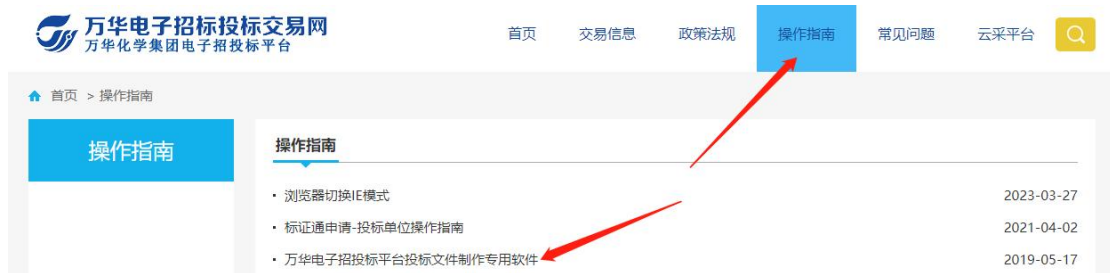 万华电子招标投标交易网
万华化学集团电子招投标平台
首页 交易信息 政策法规 操作指南 常见问题 云采平台
首页 > 操作指南
操作指南
操作指南
· 浏览器切换IE模式 2023-03-27
· 标证通申请-投标单位操作指南 2021-04-02
· 万华电子招投标平台投标文件制作专用软件 2019-05-17